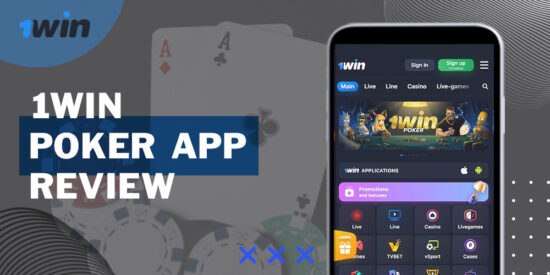 1win
1WIN
POKER APP
REVIEW
1win
Sign in
Sign up
Main
Live
Line
Casino
Live-games
1win
POKER
1WIN APPLICATIONS
Promotions
and bonuses
Live
Line
Casino
Livegames
TVBET
vSport
Cases
A
A